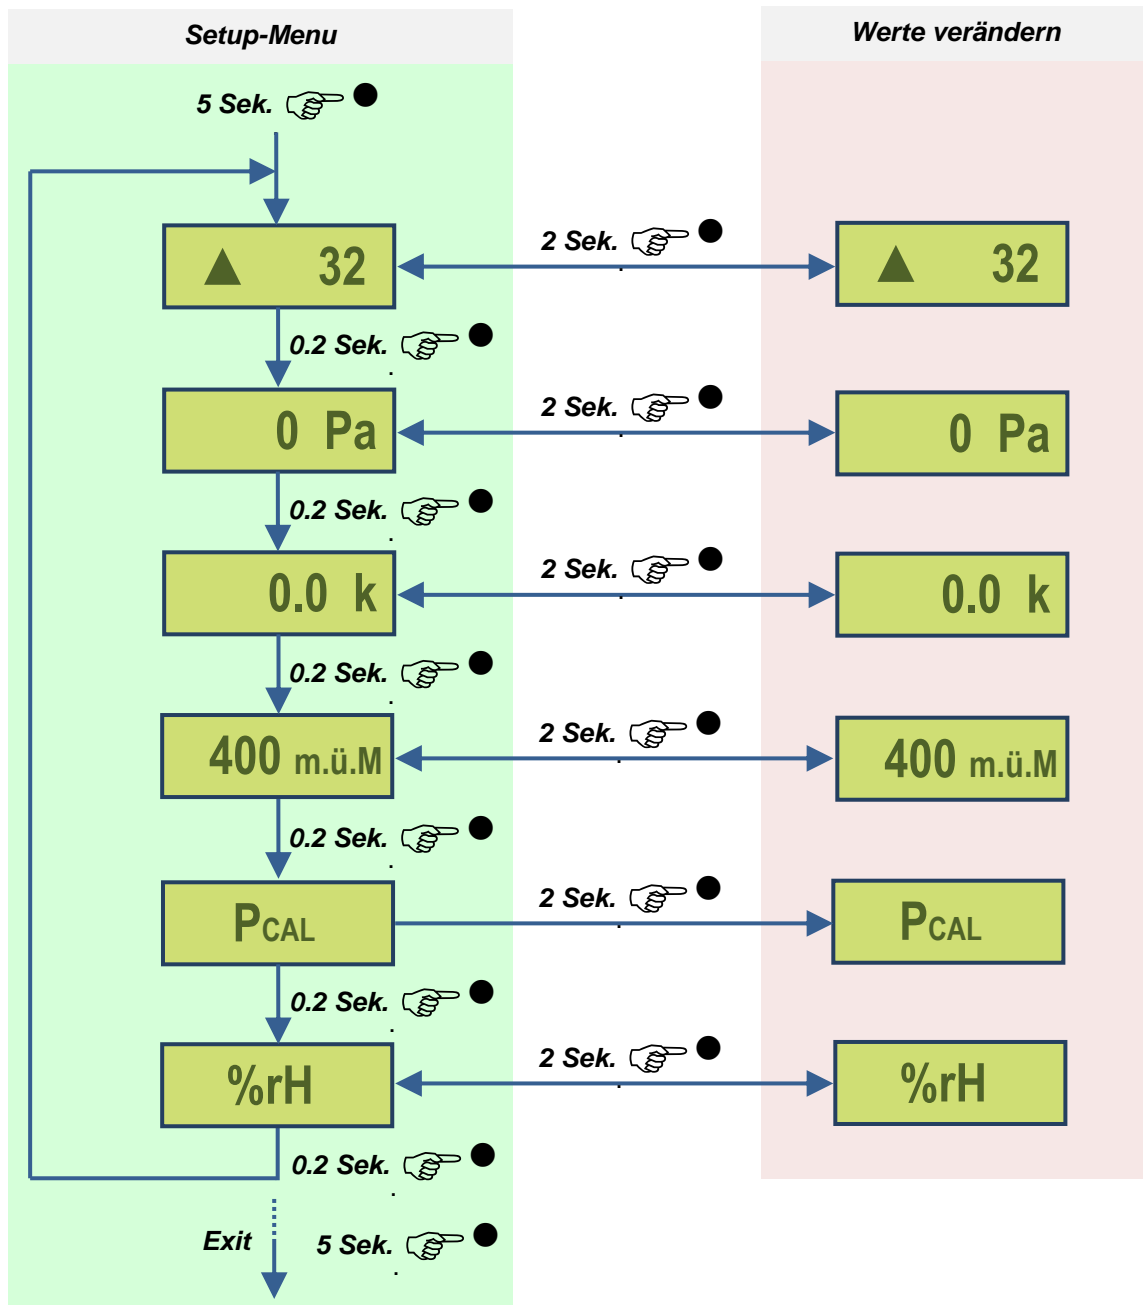 Setup-Menu
Werte verändern
5 Sek.
▲ 32
2 Sek.
▲ 32
0.2 Sek.
0 Pa
2 Sek.
0 Pa
0.2 Sek.
0.0 k
2 Sek.
0.0 k
0.2 Sek.
400 m.ü.M
2 Sek.
400 m.ü.M
0.2 Sek.
PCAL
2 Sek.
PCAL
0.2 Sek.
%rH
2 Sek.
%rH
0.2 Sek.
Exit
5 Sek.